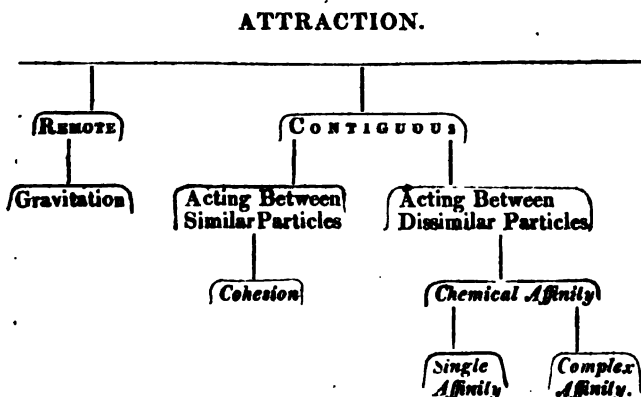 ATTRACTION.
REMOTE
CONTIGUOUS
Gravitation
Acting Between
Similar Particles
Acting Between
Dissimilar Particles
Cohesion
Chemical Affinity
Single
Affinity
Complex
Affinity.